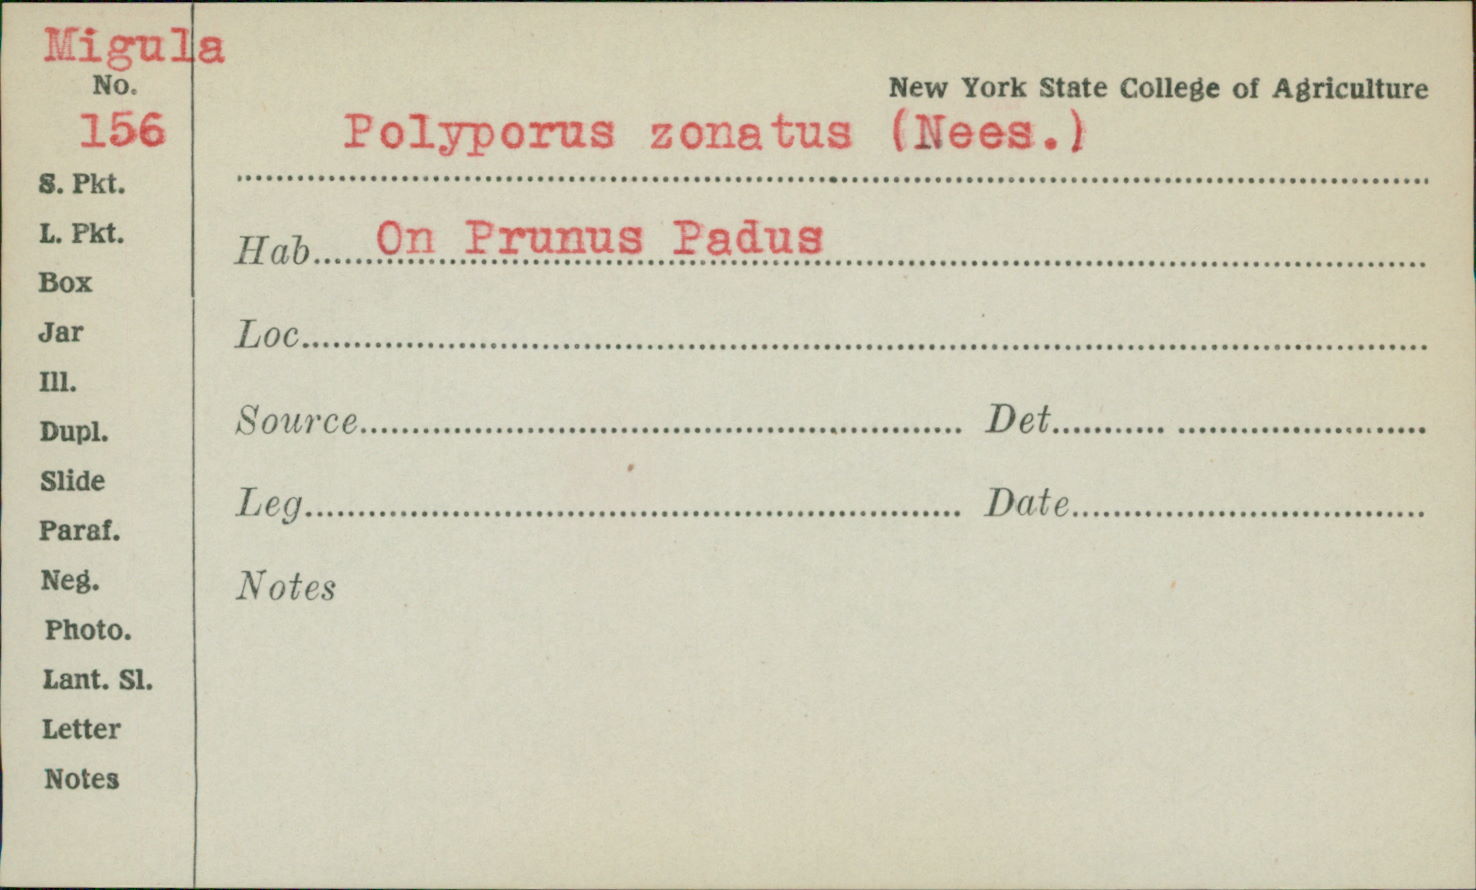 Migula
No.
156
S. Pkt.
L. Pkt.
Box
Jar
Ill.
Dupl.
Slide
Paraf.
Neg.
Photo.
Lant. Sl.
Letter
Notes
New York State College of Agriculture
Polyporus zonatus (Nees.)
Hab. On Prunus Padus
Loc.
Source Det.
Leg. Date
Notes